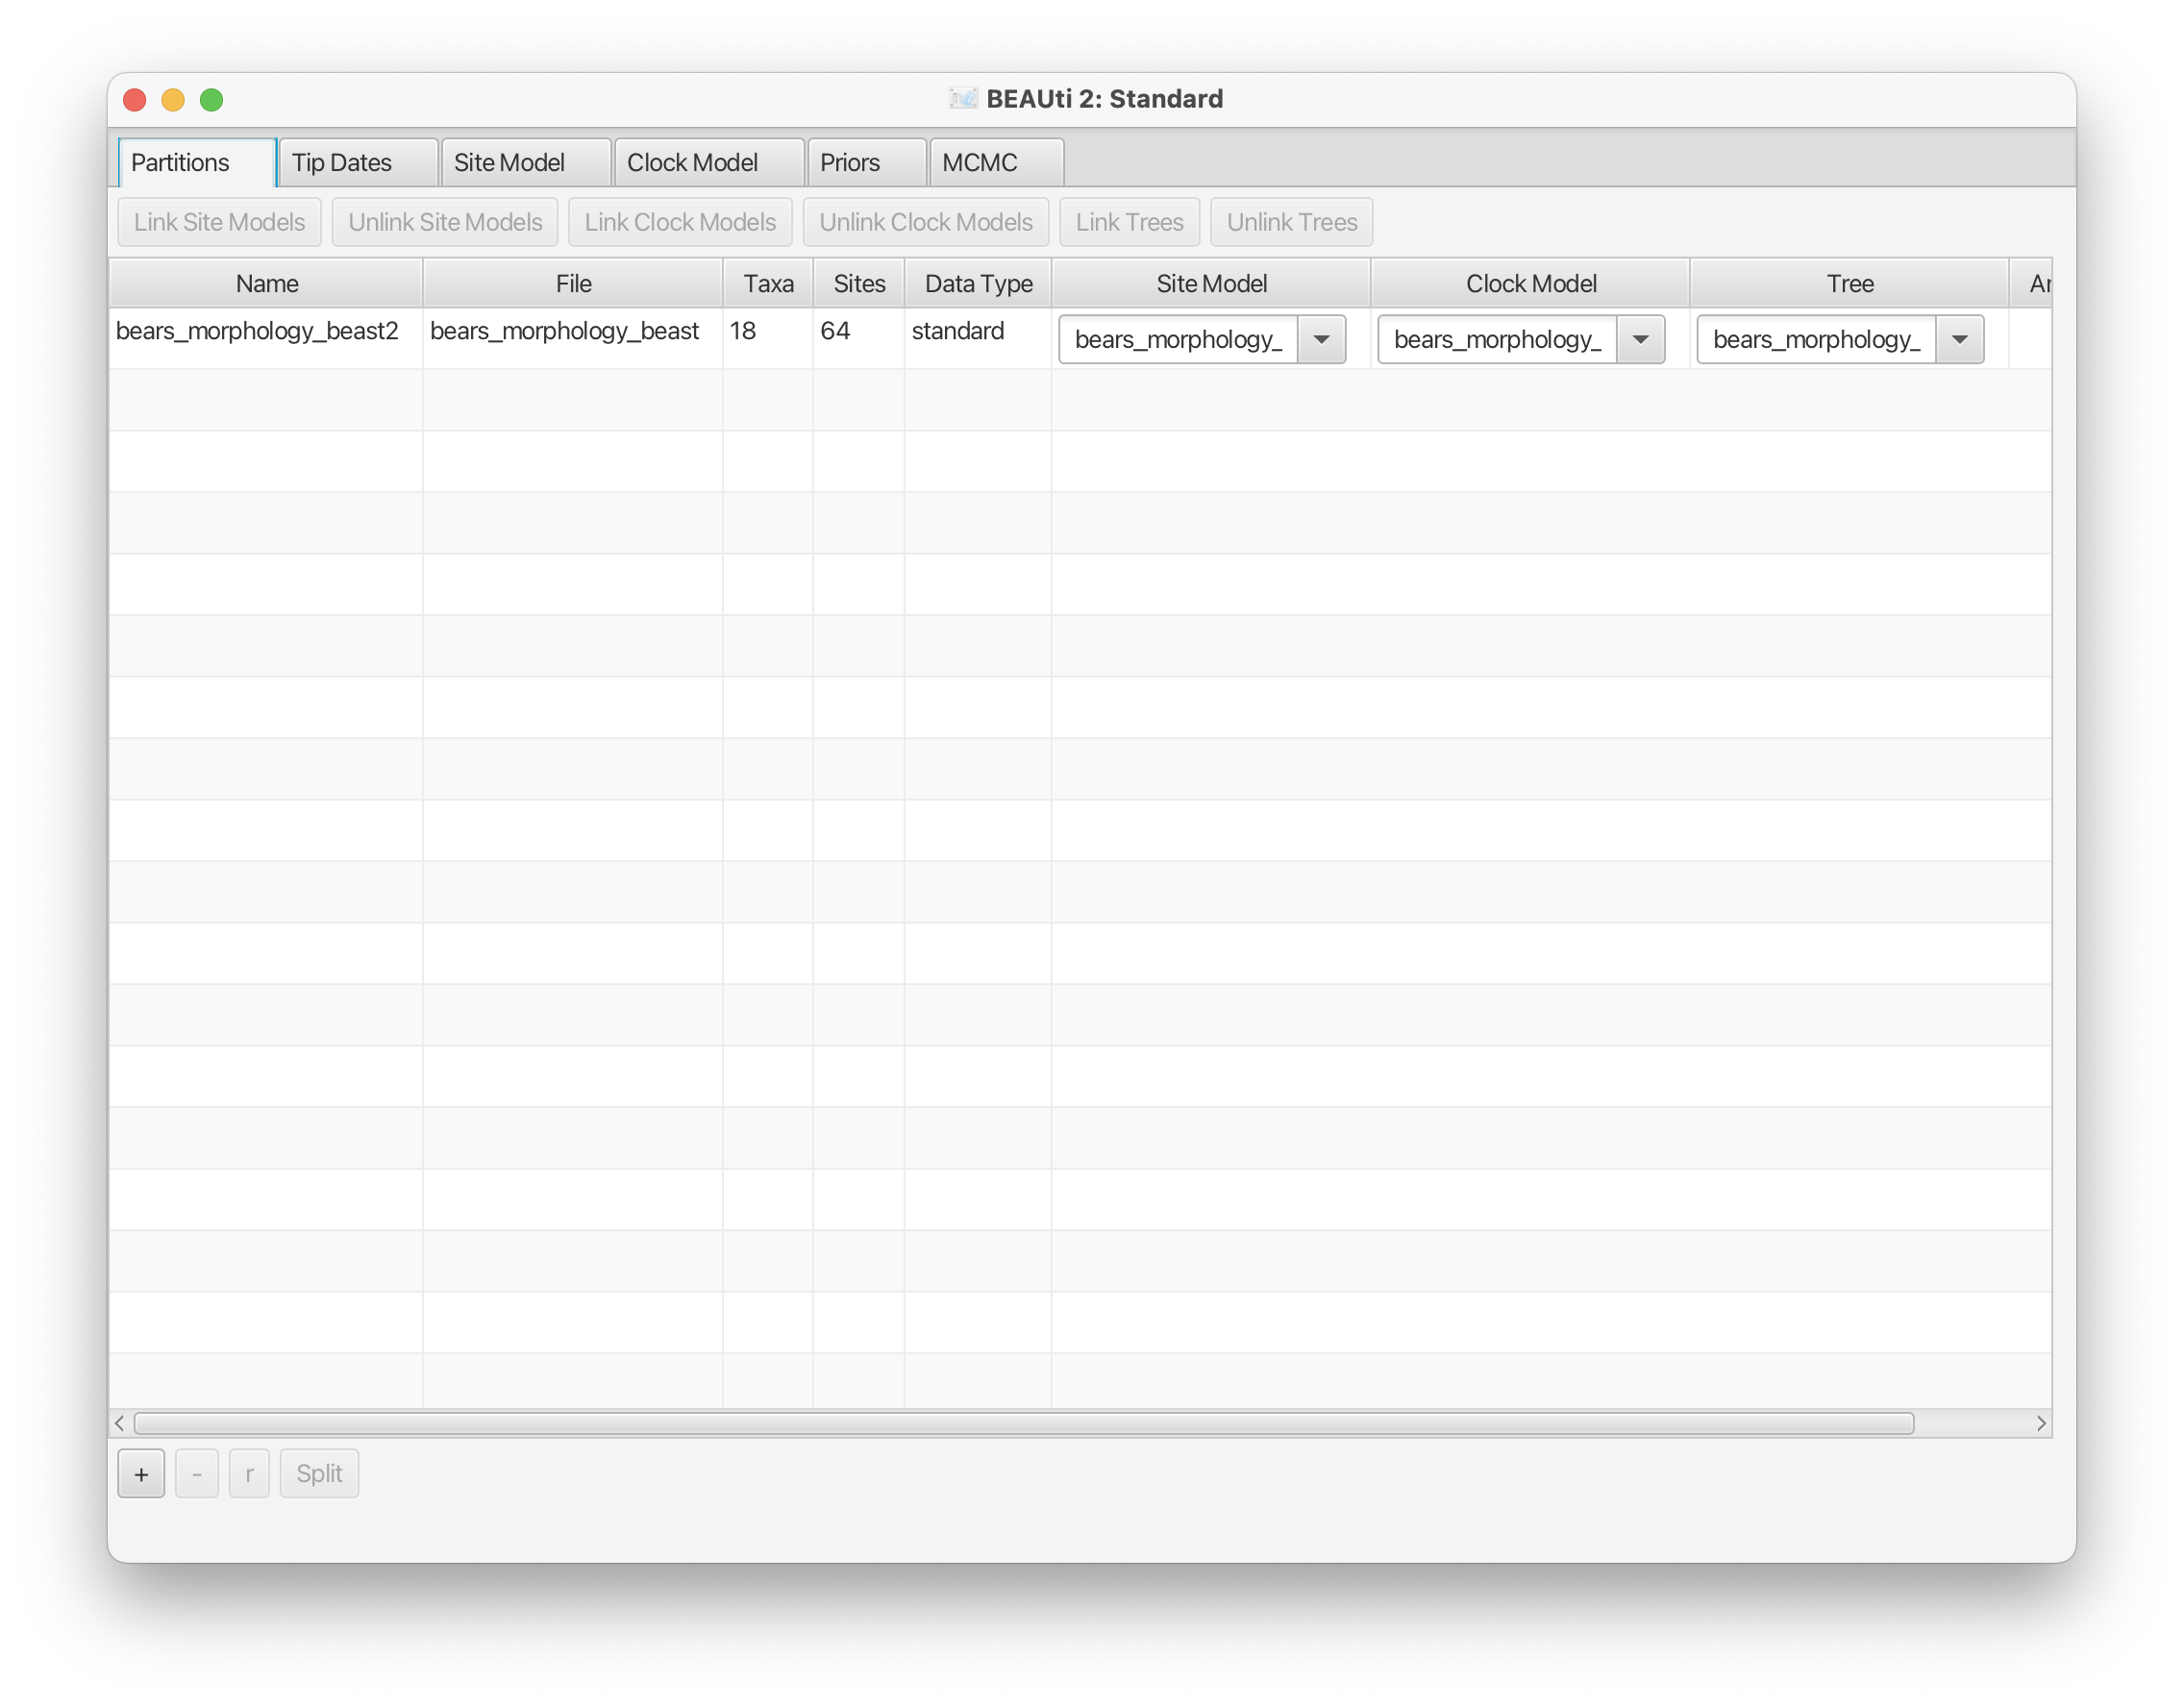 BEAUti 2: Standard
Partitions Tip Dates Site Model Clock Model Priors MCMC
Link Site Models Unlink Site Models Link Clock Models Unlink Clock Models Link Trees Unlink Trees
Name File Taxa Sites Data Type Site Model Clock Model Tree
bears_morphology_beast2 bears_morphology_beast 18 64 standard bears_morphology_ bears_morphology_ bears_morphology_
+ - r Split